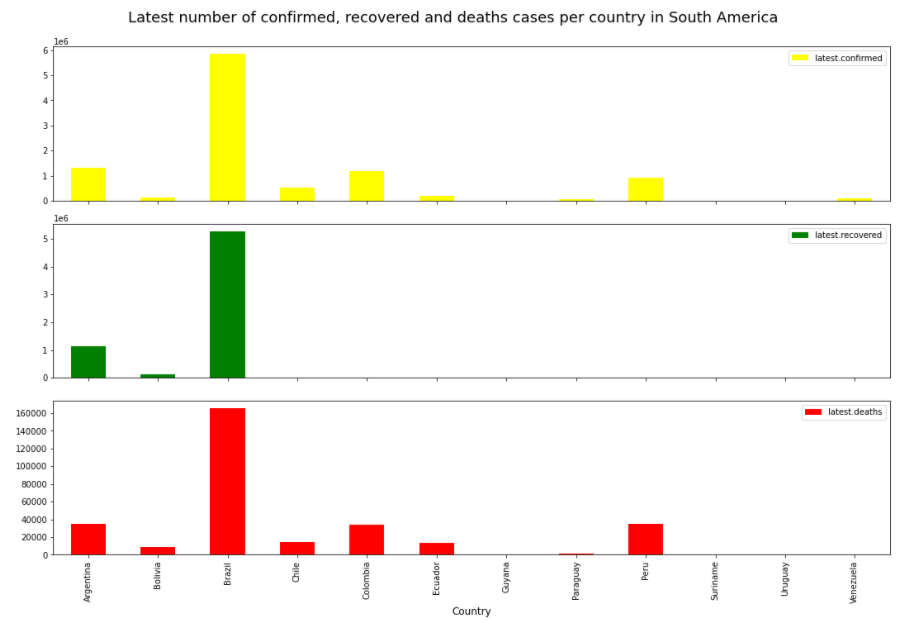 Latest number of confirmed, recovered and deaths cases per country in South America
1e6
6
5
4
3
2
1
0
latest.confirmed
1e6
5
4
3
2
1
0
latest.recovered
160000
140000
120000
100000
80000
60000
40000
20000
0
latest.deaths
Argentina
Bolivia
Brazil
Chile
Colombia
Ecuador
Guyana
Paraguay
Peru
Suriname
Uruguay
Venezuela
Country